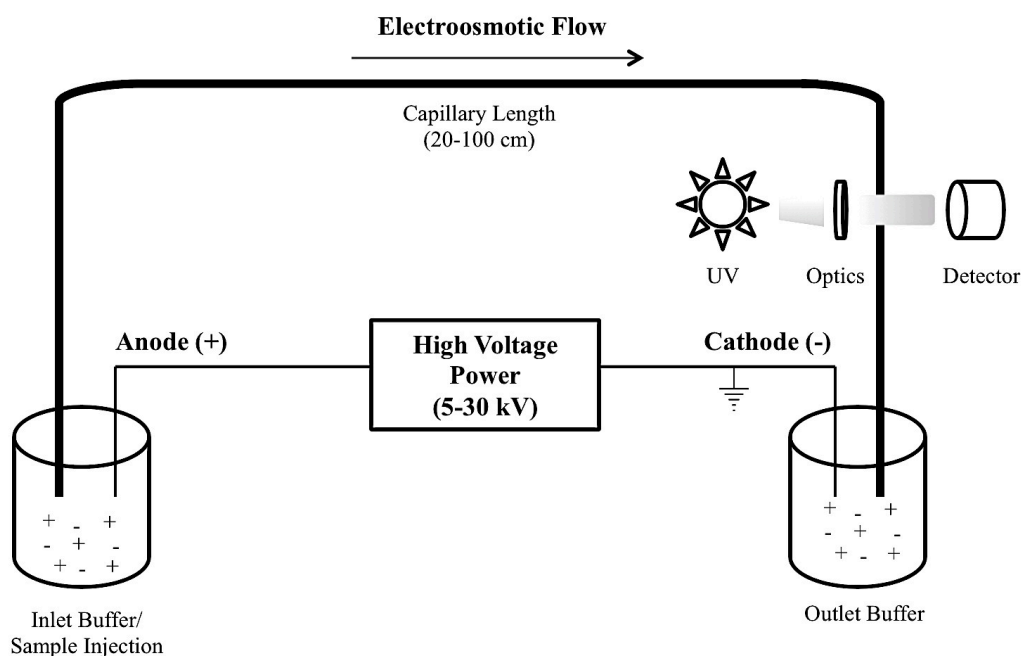 Electroosmotic Flow
Capillary Length
(20-100 cm)
UV
Optics
Detector
Anode (+)
High Voltage
Power
(5-30 kV)
Cathode (-)
+ - +
- + -
+ - +
+ - +
- + -
+ - +
Inlet Buffer/
Sample Injection
Outlet Buffer